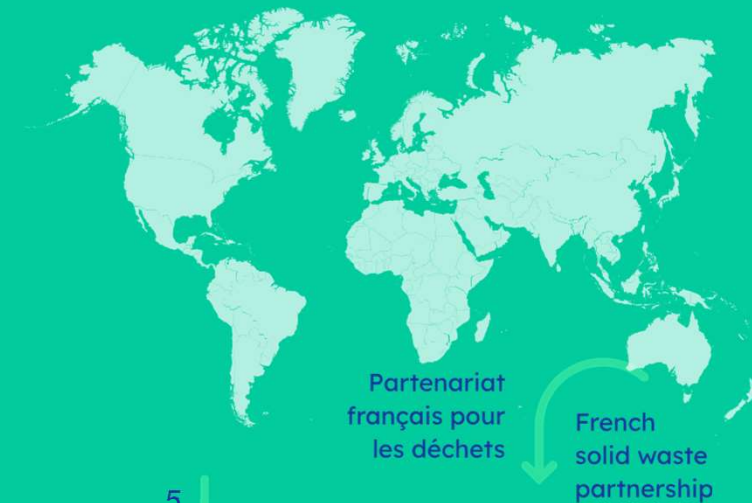 Partenariat
français pour
les déchets
French
solid waste
partnership
5